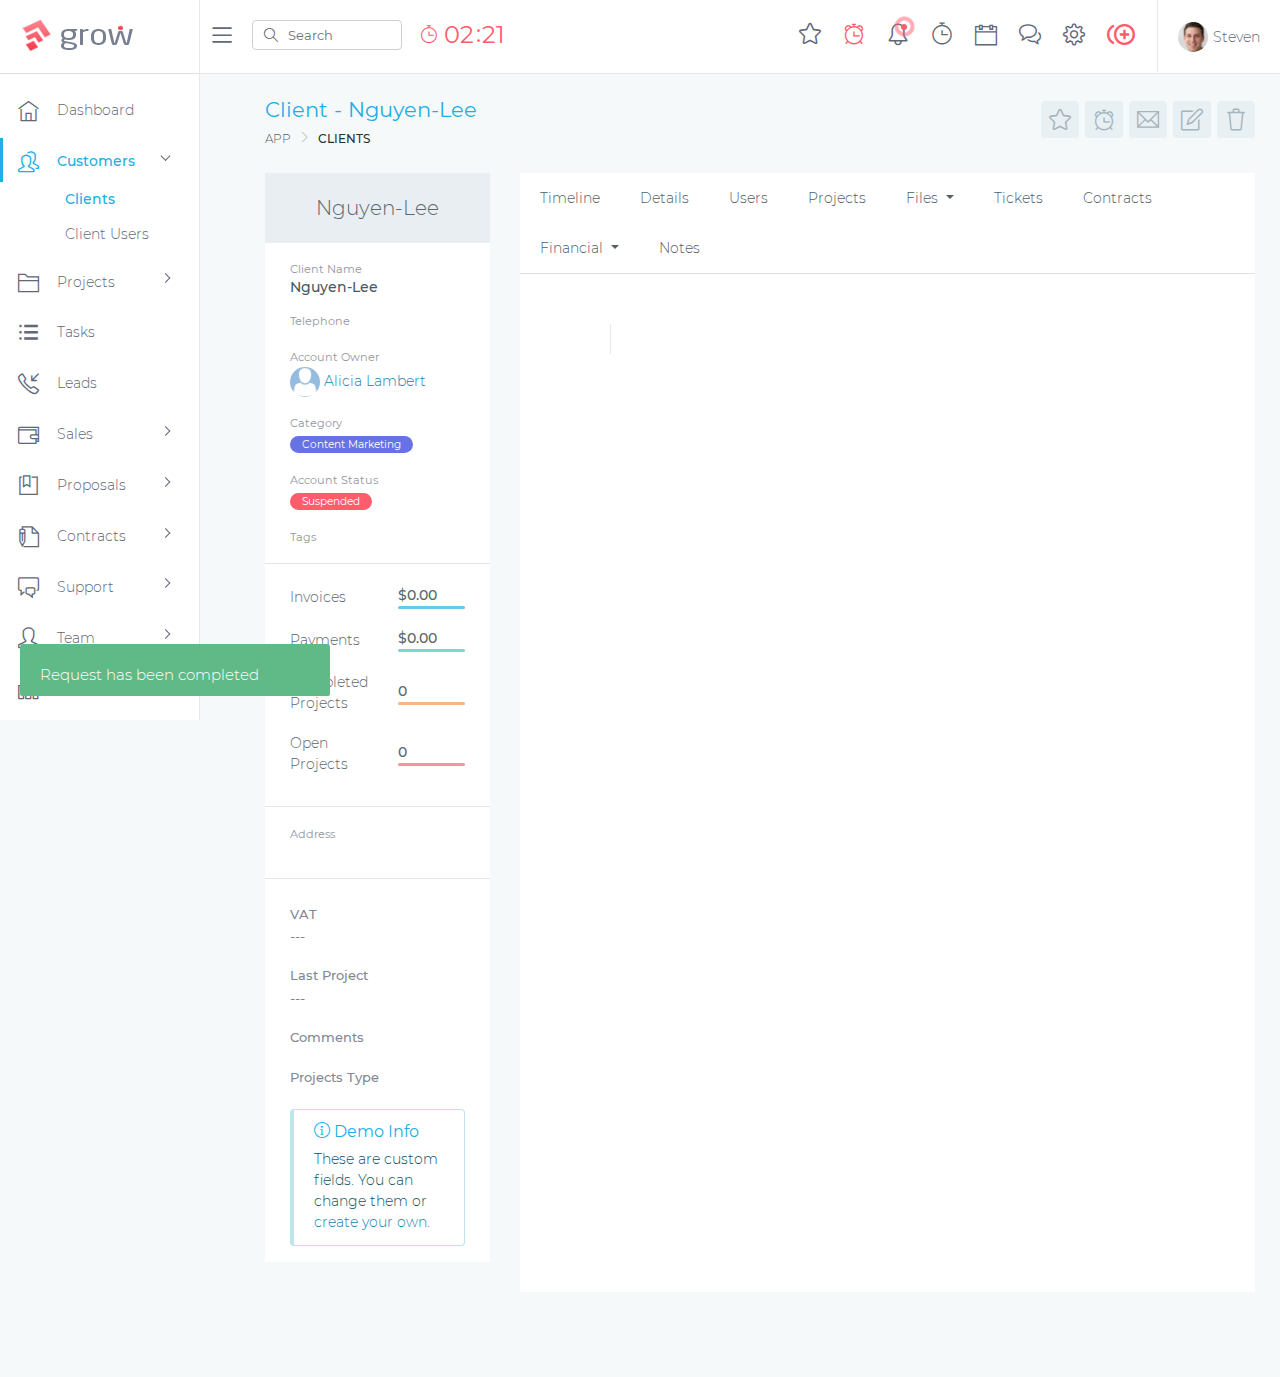 grow
Search
02:21
Steven
Dashboard
Customers
Clients
Client Users
Projects
Tasks
Leads
Sales
Proposals
Contracts
Support
Team
Request has been completed
Client - Nguyen-Lee
APP
CLIENTS
Nguyen-Lee
Client Name
Nguyen-Lee
Telephone
Account Owner
Alicia Lambert
Category
Content Marketing
Account Status
Suspended
Tags
Invoices
$0.00
Payments
$0.00
pleted
Projects
0
Open
Projects
0
Address
VAT
---
Last Project
---
Comments
Projects Type
Demo Info
These are custom
fields. You can
change them or
create your own.
Timeline
Details
Users
Projects
Files
Tickets
Contracts
Financial
Notes